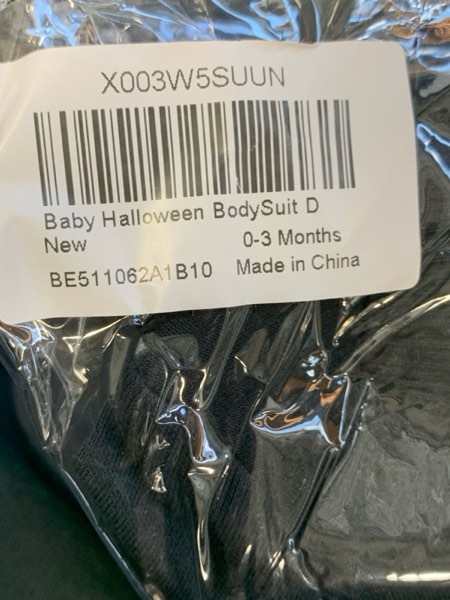 X003W5SUUN
Baby Halloween BodySuit D
New 0-3 Months
BE511062A1B10 Made in China